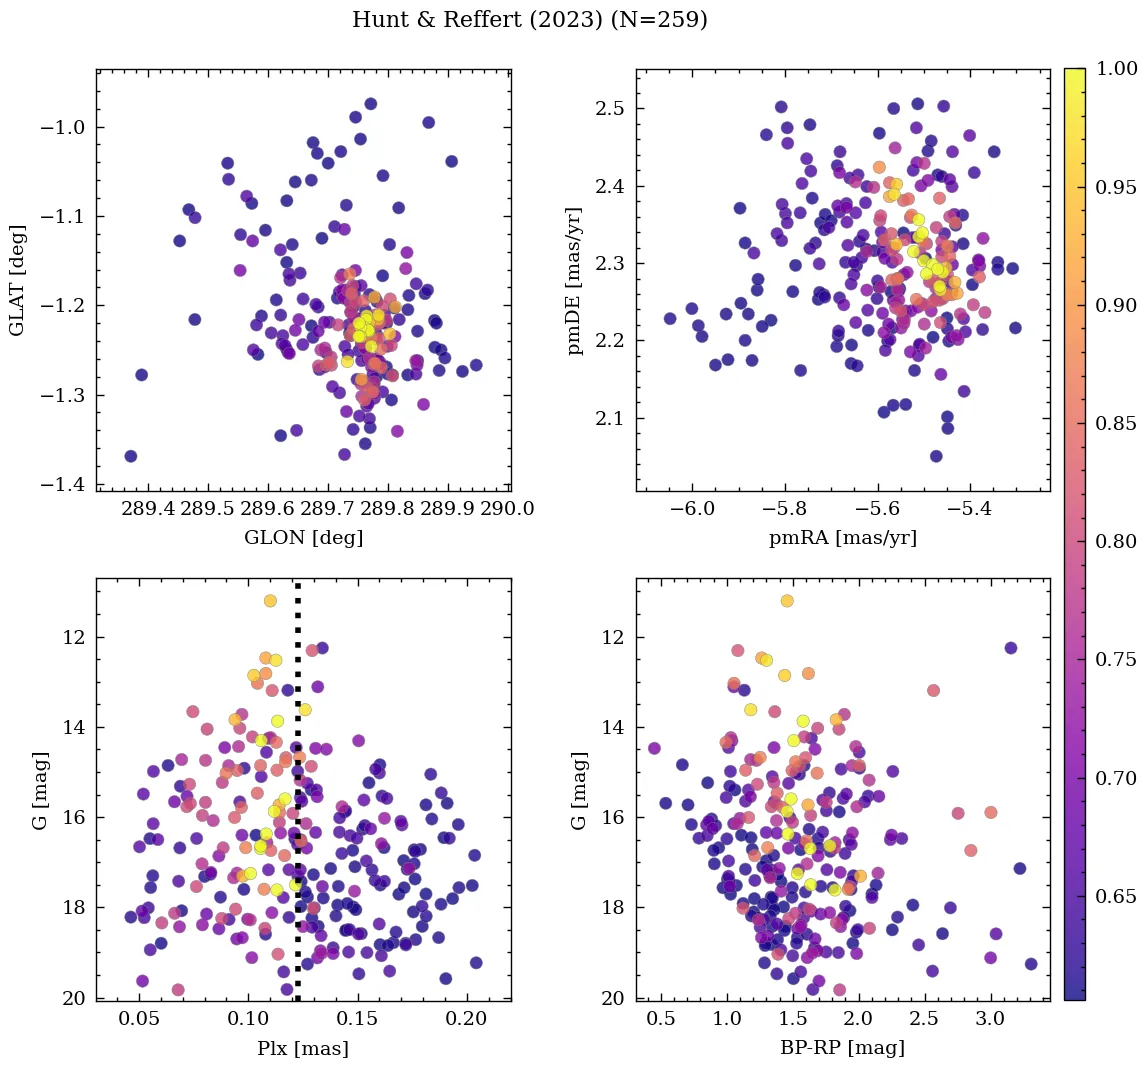 Hunt & Reffert (2023) (N=259)
−1.0
−1.1
−1.2
−1.3
−1.4
GLAT [deg]
289.4 289.5 289.6 289.7 289.8 289.9 290.0
GLON [deg]
2.5
2.4
2.3
2.2
2.1
pmDE [mas/yr]
−6.0 −5.8 −5.6 −5.4
pmRA [mas/yr]
12
14
16
18
20
G [mag]
0.05 0.10 0.15 0.20
Plx [mas]
12
14
16
18
20
G [mag]
0.5 1.0 1.5 2.0 2.5 3.0
BP-RP [mag]
1.00
0.95
0.90
0.85
0.80
0.75
0.70
0.65